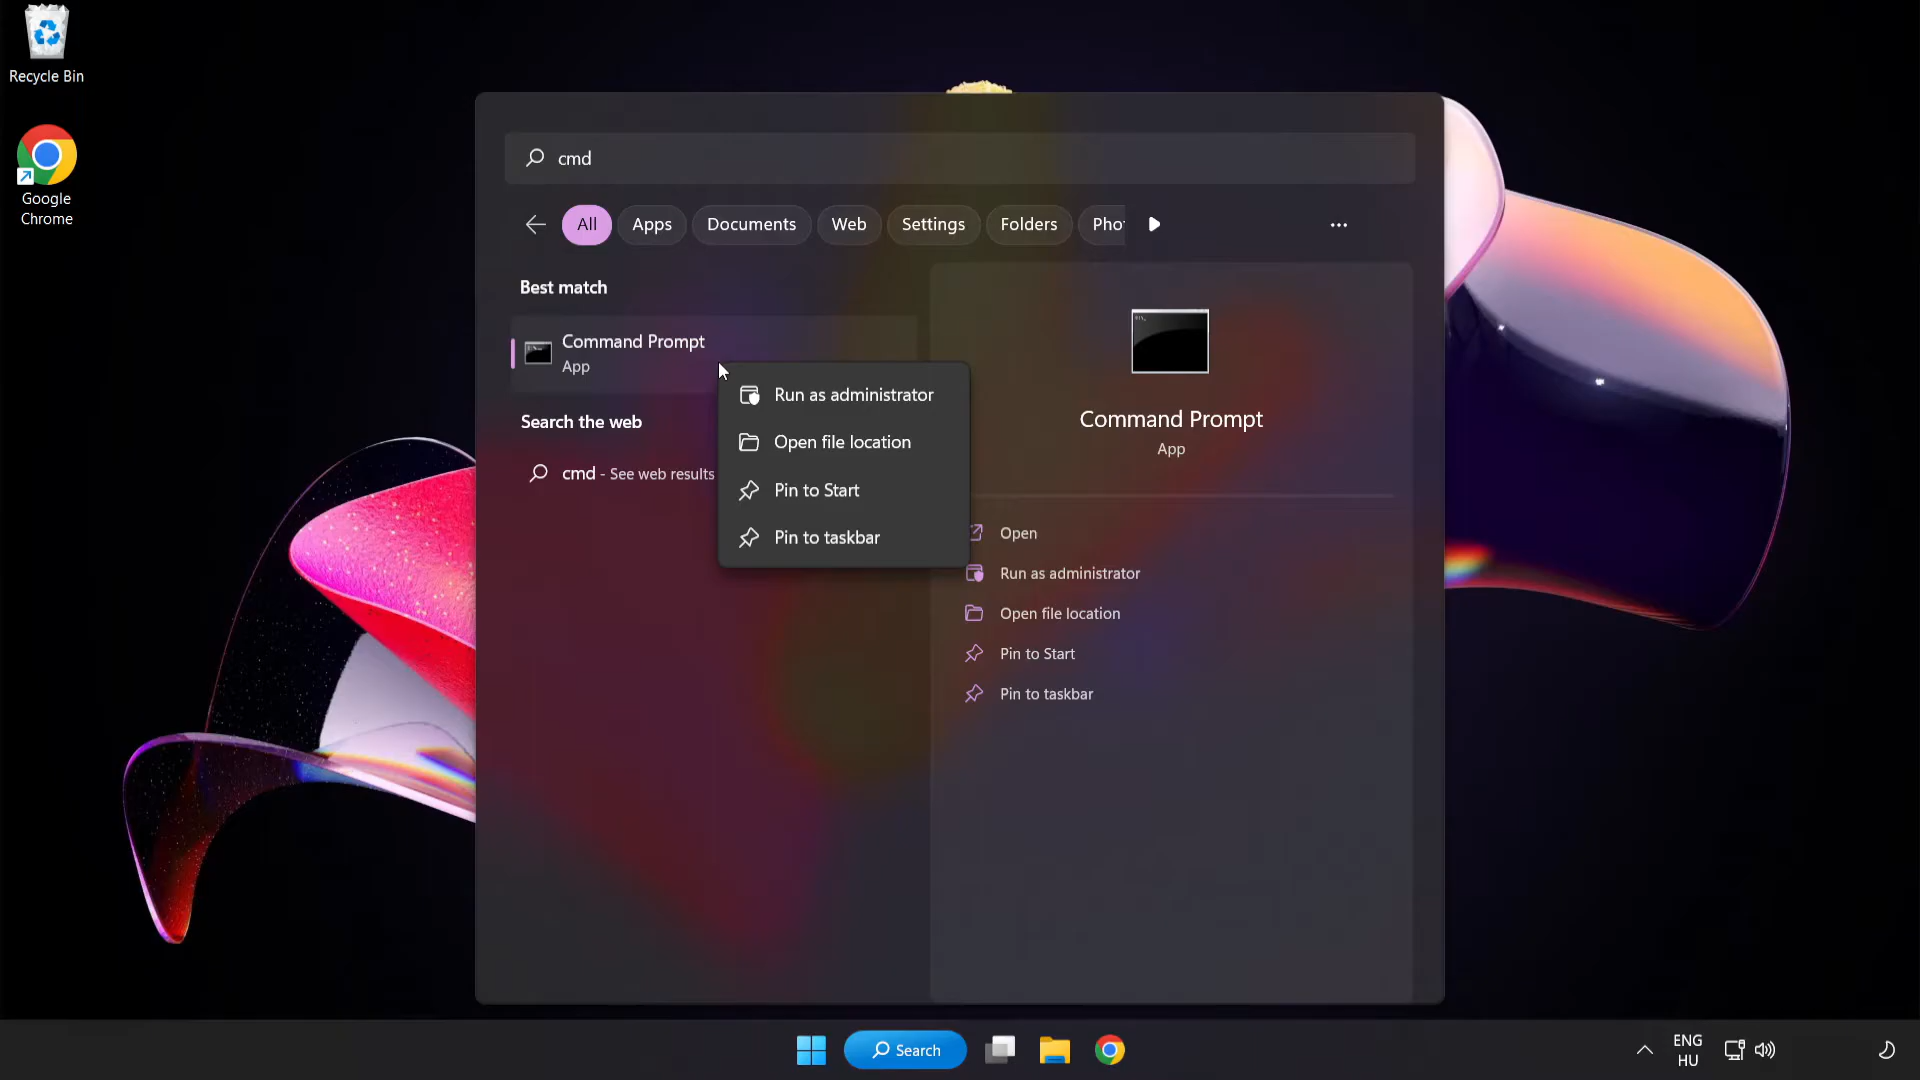 Recycle Bin
Google
Chrome
cmd
All
Apps
Documents
Web
Settings
Folders
Best match
Command Prompt
App
Search the web
cmd - See web results
Run as administrator
Open file location
Pin to Start
Pin to taskbar
Command Prompt
App
Open
Run as administrator
Open file location
Pin to Start
Pin to taskbar
Search
ENG
HU